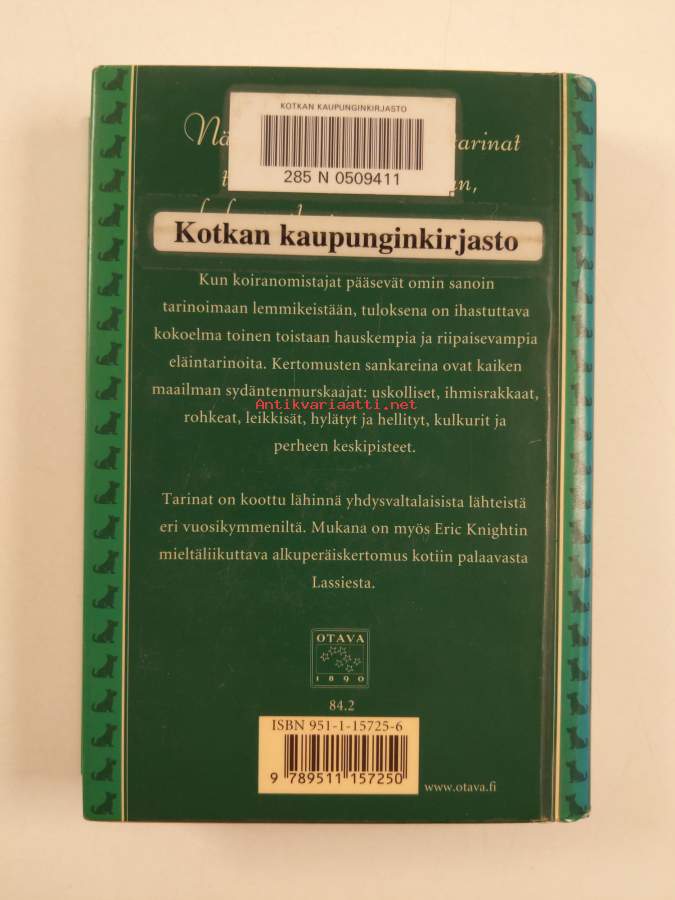 KOTKAN KAUPUNGINKIRJASTO
tarinat
285 N 0509411
Kotkan kaupunginkirjasto
Kun koiranomistajat pääsevät omin sanoin
tarinoimaan lemmikeistään, tuloksena on ihastuttava
kokoelma toinen toistaan hauskempia ja riipaisevampia
eläintarinoita. Kertomusten sankareina ovat kaiken
maailman sydäntenmurskaajat: uskolliset, ihmisrakkaat,
Antikvariaatti.net
rohkeat, leikkisät, hylätyt ja hellityt, kulkurit ja
perheen keskipisteet.
Tarinat on koottu lähinnä yhdysvaltalaisista lähteistä
eri vuosikymmeniltä. Mukana on myös Eric Knightin
mieltäliikuttava alkuperäiskertomus kotiin palaavasta
Lassiesta.
OTAVA
1890
84.2
ISBN 951-1-15725-6
9 789511 157250
www.otava.fi